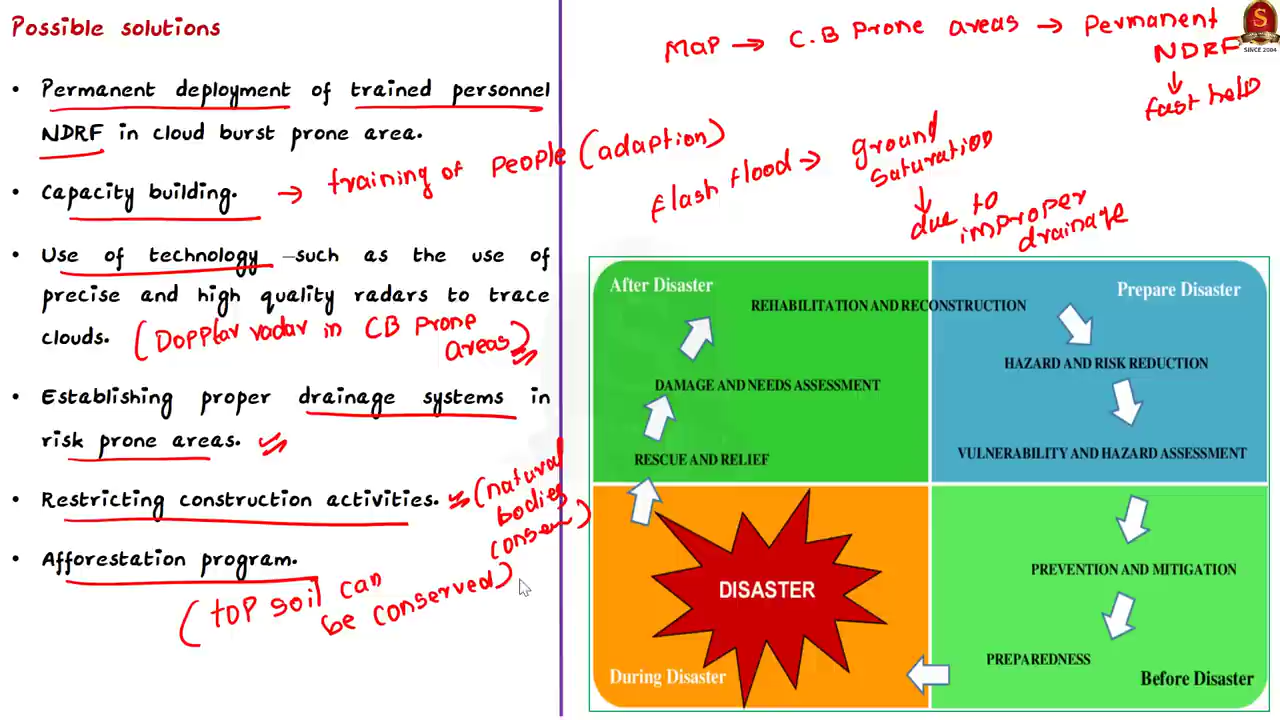 Possible solutions
• Permanent deployment of trained personnel
NDRF in cloud burst prone area.
• Capacity building. → training of people (adaption)
• Use of technology –such as the use of
precise and high quality radars to trace
clouds. (Dopplar radar in CB prone
areas)
• Establishing proper drainage systems in
risk prone areas.
• Restricting construction activities. (natural
bodies
conser)
• Afforestation program.
(top soil can
be conserved)
Map → C.B prone areas → Permanent
NDRF
↓
fast help
SINCE 2004
flash flood → ground
saturation
↓
due to
improper
drainage
After Disaster
REHABILITATION AND RECONSTRUCTION
DAMAGE AND NEEDS ASSESSMENT
RESCUE AND RELIEF
Prepare Disaster
HAZARD AND RISK REDUCTION
VULNERABILITY AND HAZARD ASSESSMENT
DISASTER
During Disaster
PREVENTION AND MITIGATION
PREPAREDNESS
Before Disaster